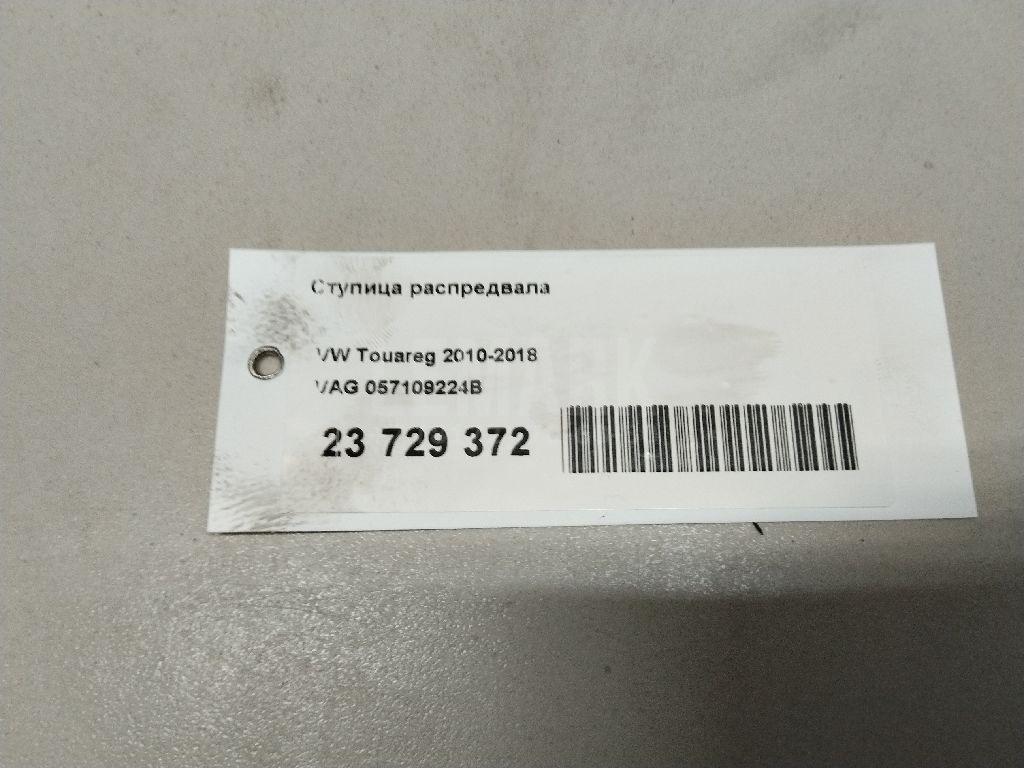 Ступица распредвала
VW Touareg 2010-2018
VAG 057109224B
23 729 372